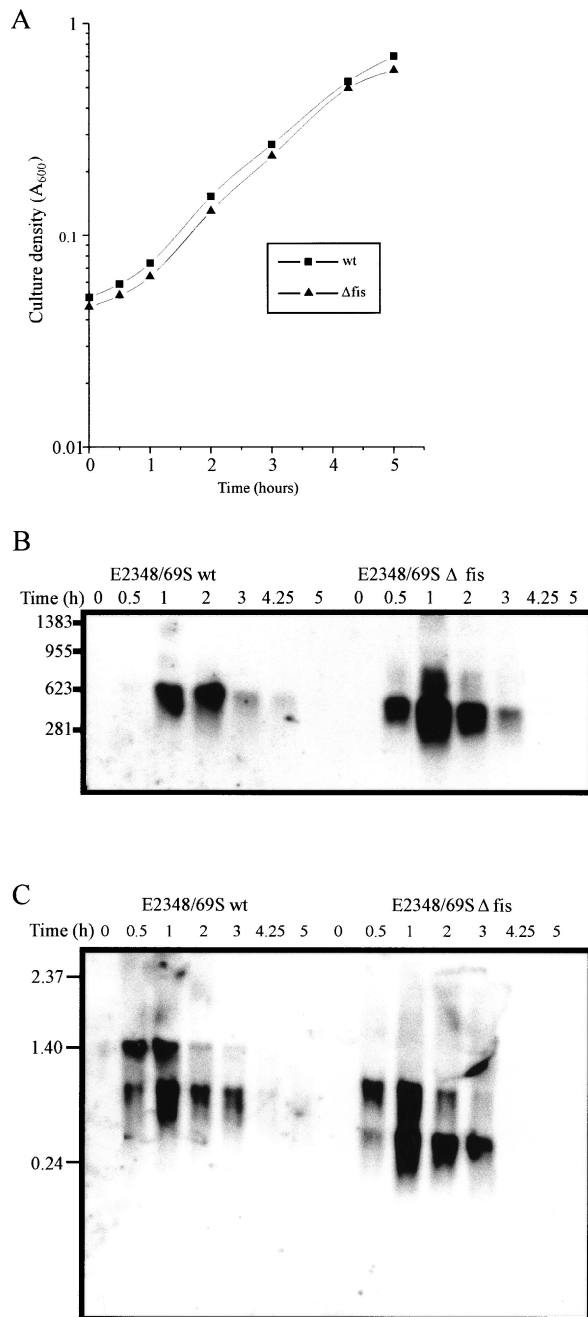 A
1
0.1
0.01
Culture density (A600)
wt
Δfis
0 1 2 3 4 5
Time (hours)
B
E2348/69S wt E2348/69S Δ fis
Time (h) 0 0.5 1 2 3 4.25 5 0 0.5 1 2 3 4.25 5
1383
955
623
281
C
E2348/69S wt E2348/69S Δ fis
Time (h) 0 0.5 1 2 3 4.25 5 0 0.5 1 2 3 4.25 5
2.37
1.40
0.24